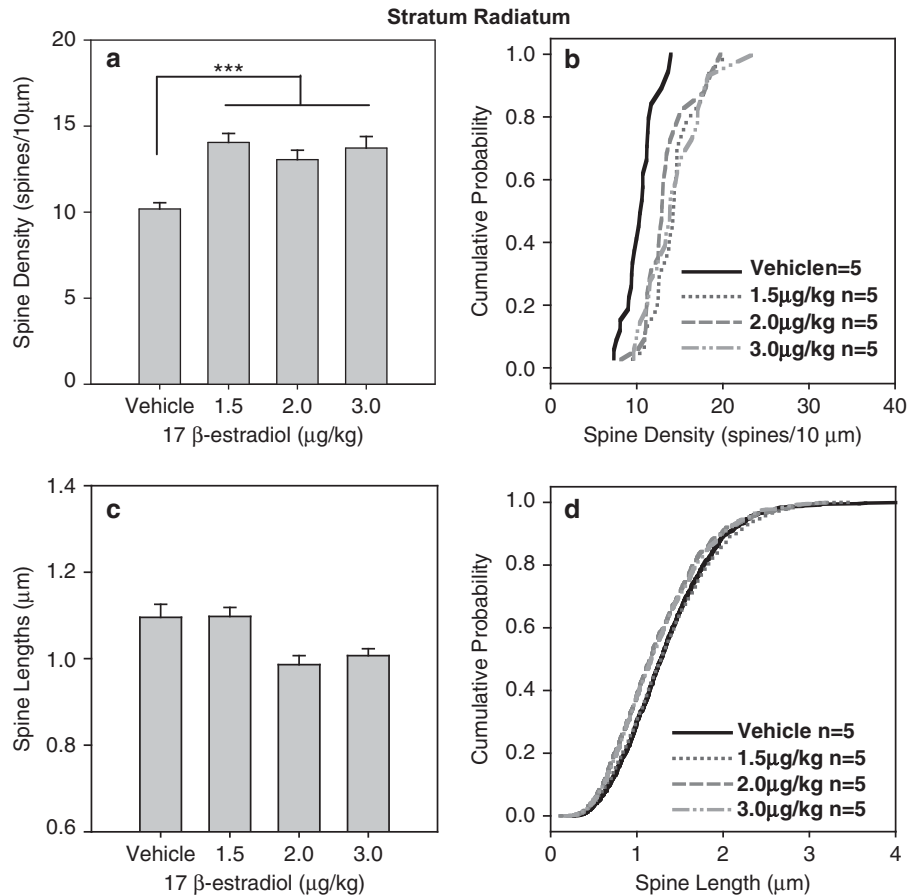 Stratum Radiatum
a
20
15
10
5
0
Spine Density (spines/10μm)
***
Vehicle 1.5 2.0 3.0
17 β-estradiol (μg/kg)
b
1.0
0.8
0.6
0.4
0.2
0.0
Cumulative Probability
Vehiclen=5
1.5μg/kg n=5
2.0μg/kg n=5
3.0μg/kg n=5
0 10 20 30 40
Spine Density (spines/10 μm)
c
1.4
1.2
1.0
0.8
0.6
Spine Lengths (μm)
Vehicle 1.5 2.0 3.0
17 β-estradiol (μg/kg)
d
1.0
0.8
0.6
0.4
0.2
0.0
Cumulative Probability
Vehicle n=5
1.5μg/kg n=5
2.0μg/kg n=5
3.0μg/kg n=5
0 1 2 3 4
Spine Length (μm)